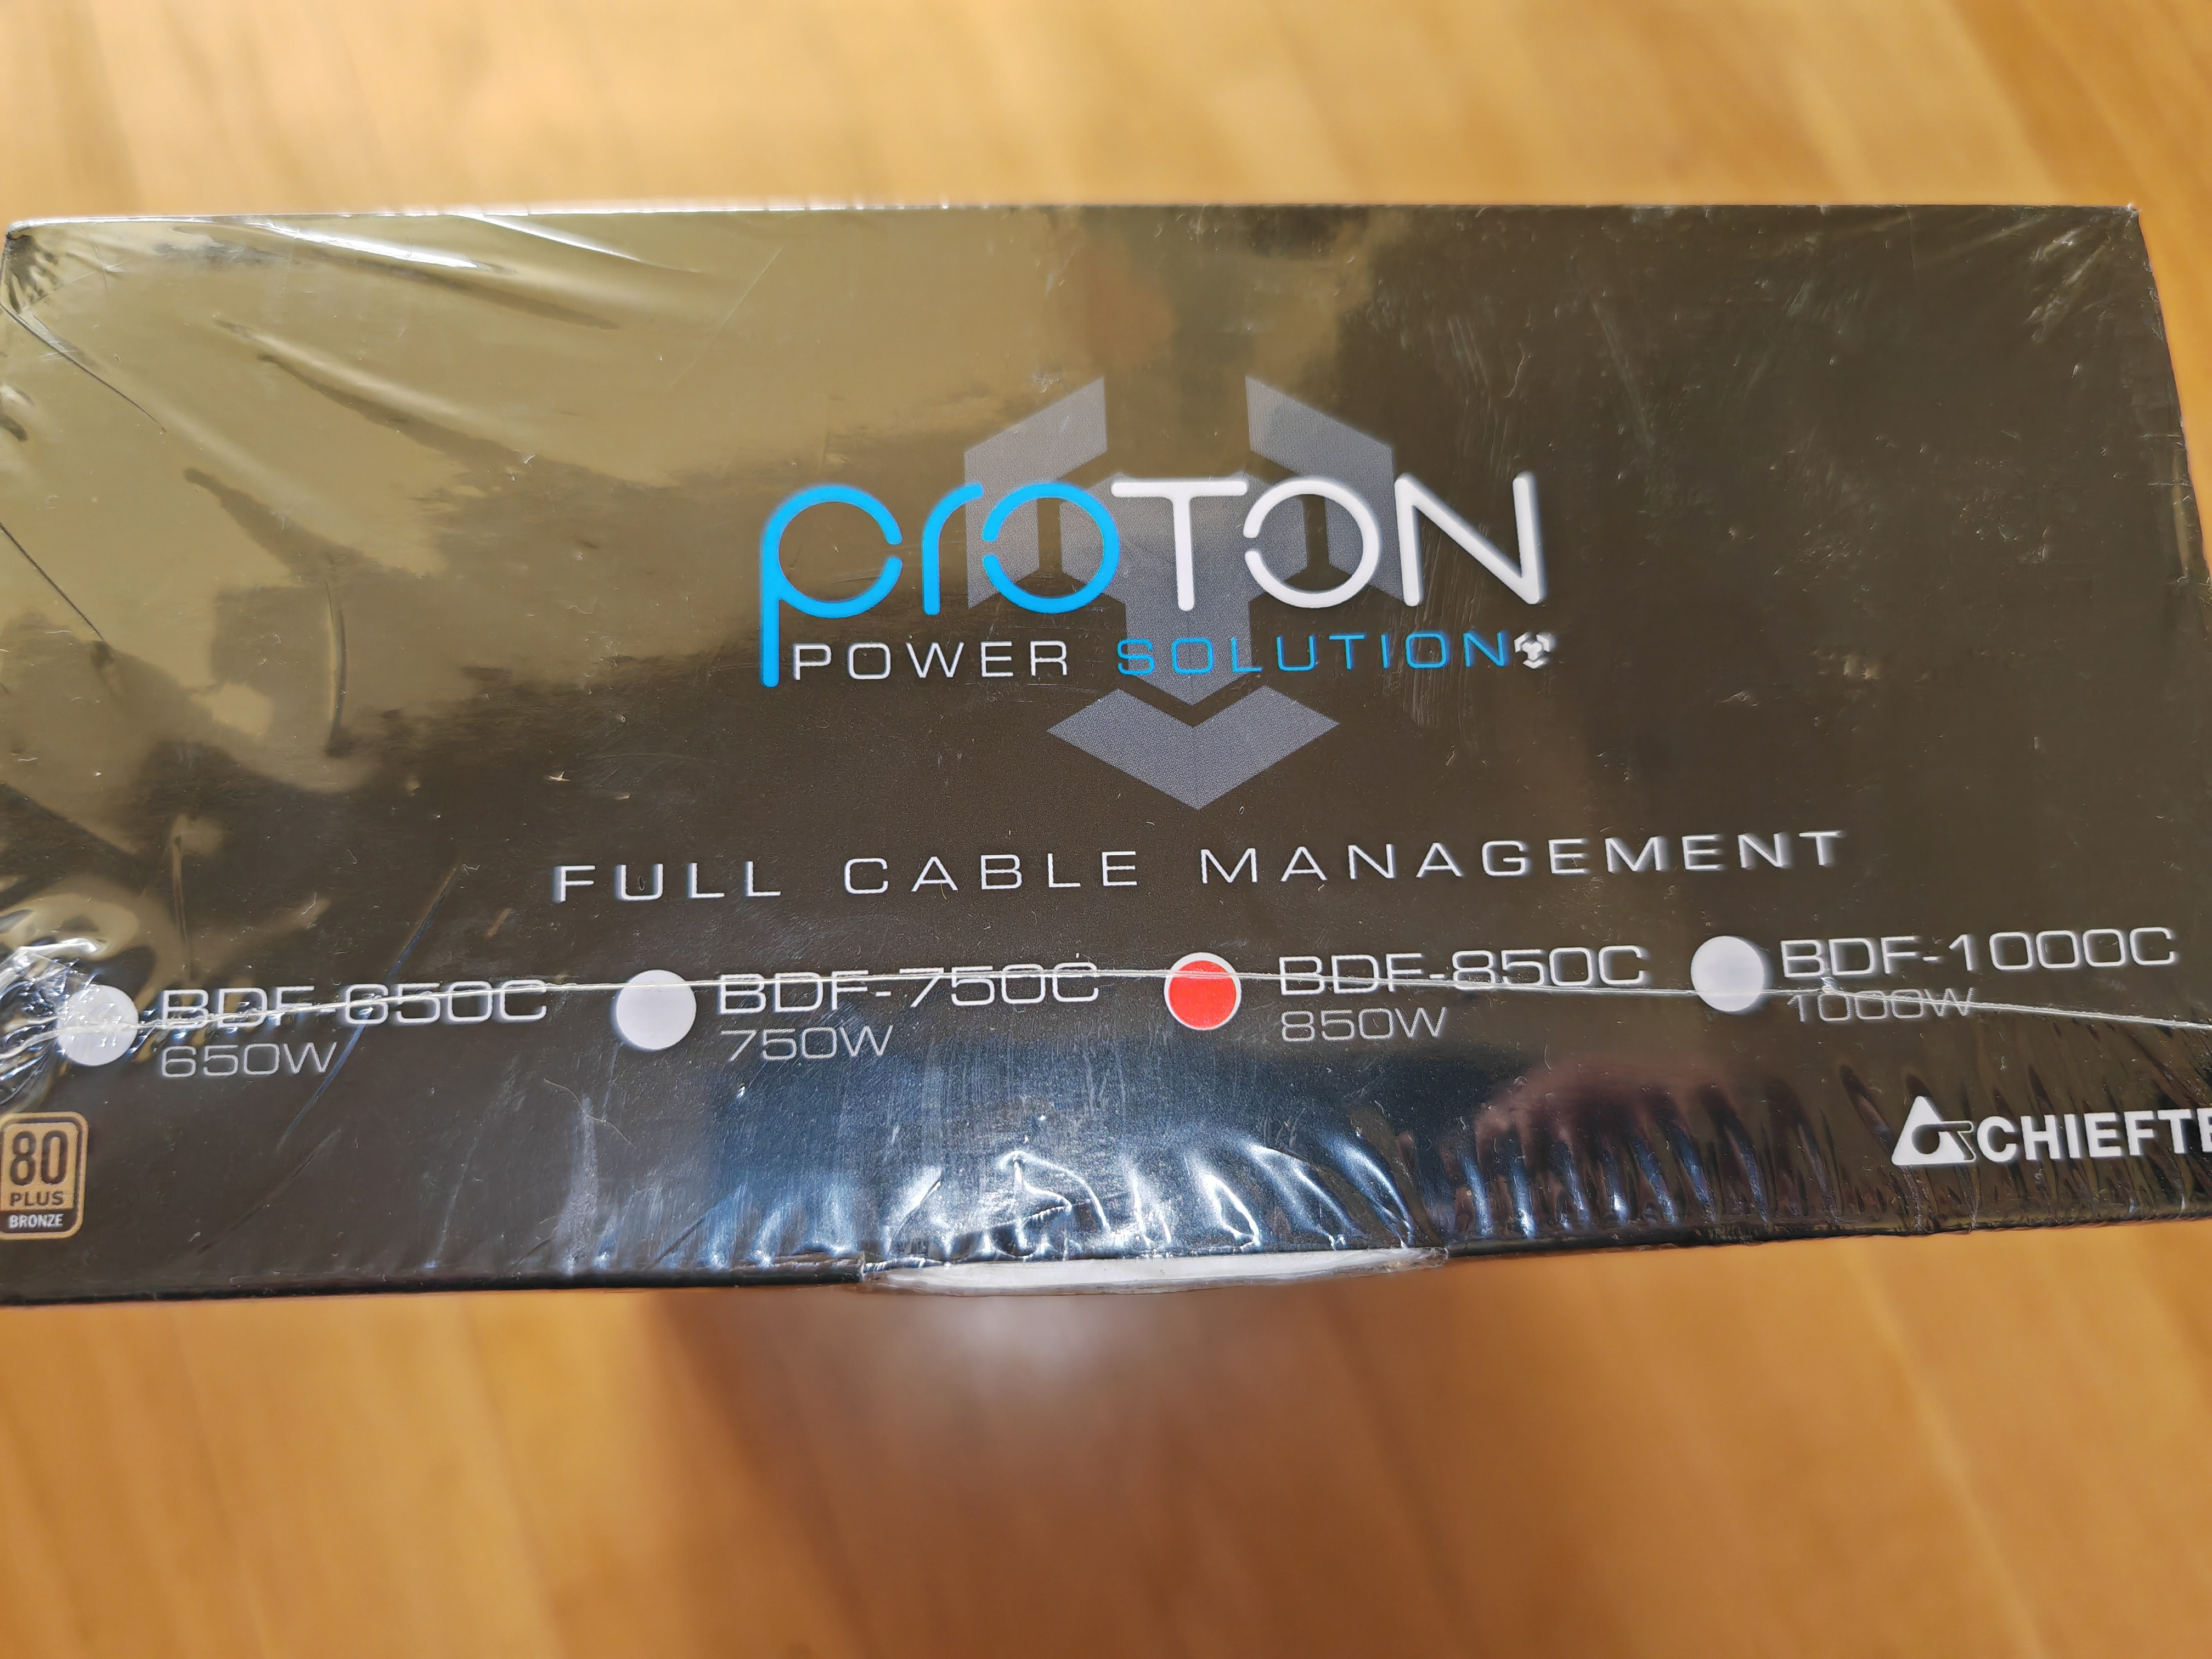 proTON
POWER SOLUTION
FULL CABLE MANAGEMENT
BDF-650C
650W
BDF-750C
750W
BDF-850C
850W
BDF-1000C
1000W
80
PLUS
BRONZE